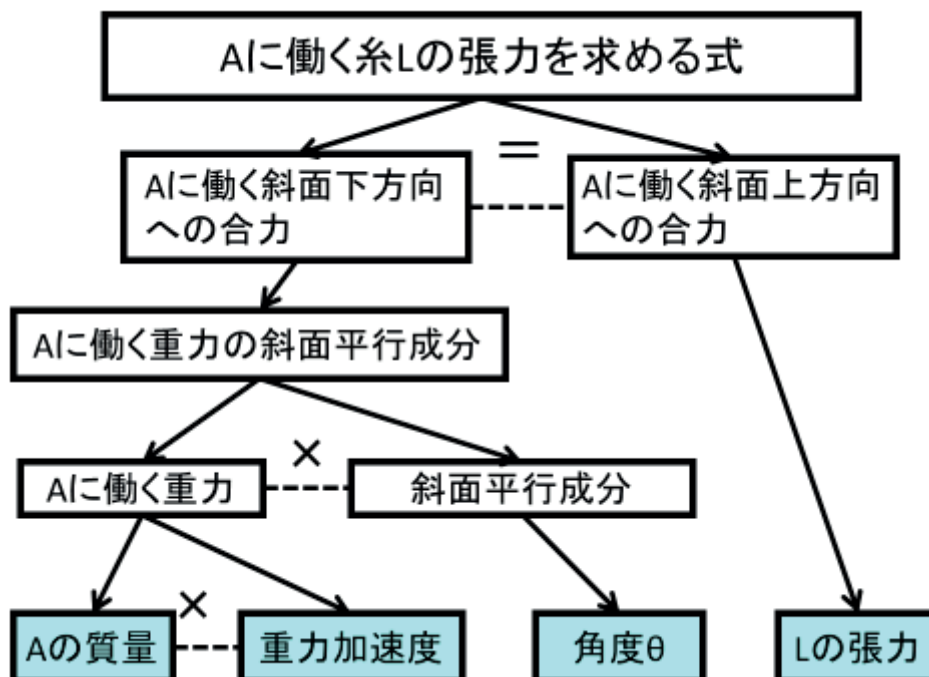 Aに働く糸Lの張力を求める式
=
Aに働く斜面下方向
への合力
Aに働く斜面上方向
への合力
Aに働く重力の斜面平行成分
×
Aに働く重力
斜面平行成分
×
Aの質量
重力加速度
角度θ
Lの張力